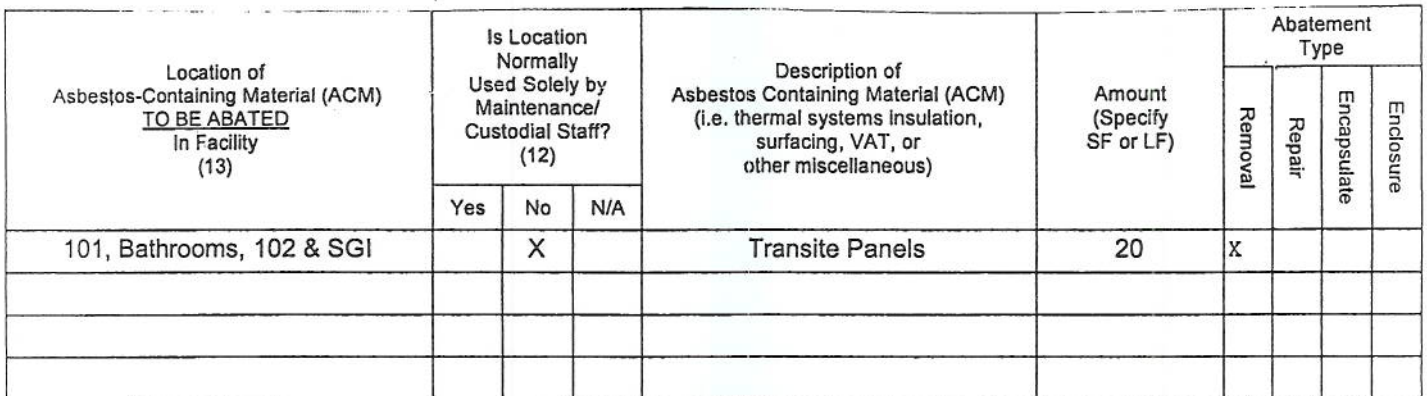 Location of
Asbestos-Containing Material (ACM)
TO BE ABATED
In Facility
(13)
Is Location
Normally
Used Solely by
Maintenance/
Custodial Staff?
(12)
Yes No N/A
Description of
Asbestos Containing Material (ACM)
(i.e. thermal systems insulation,
surfacing, VAT, or
other miscellaneous)
Amount
(Specify
SF or LF)
Abatement
Type
Removal
Repair
Encapsulate
Enclosure
101, Bathrooms, 102 & SGI X Transite Panels 20 X